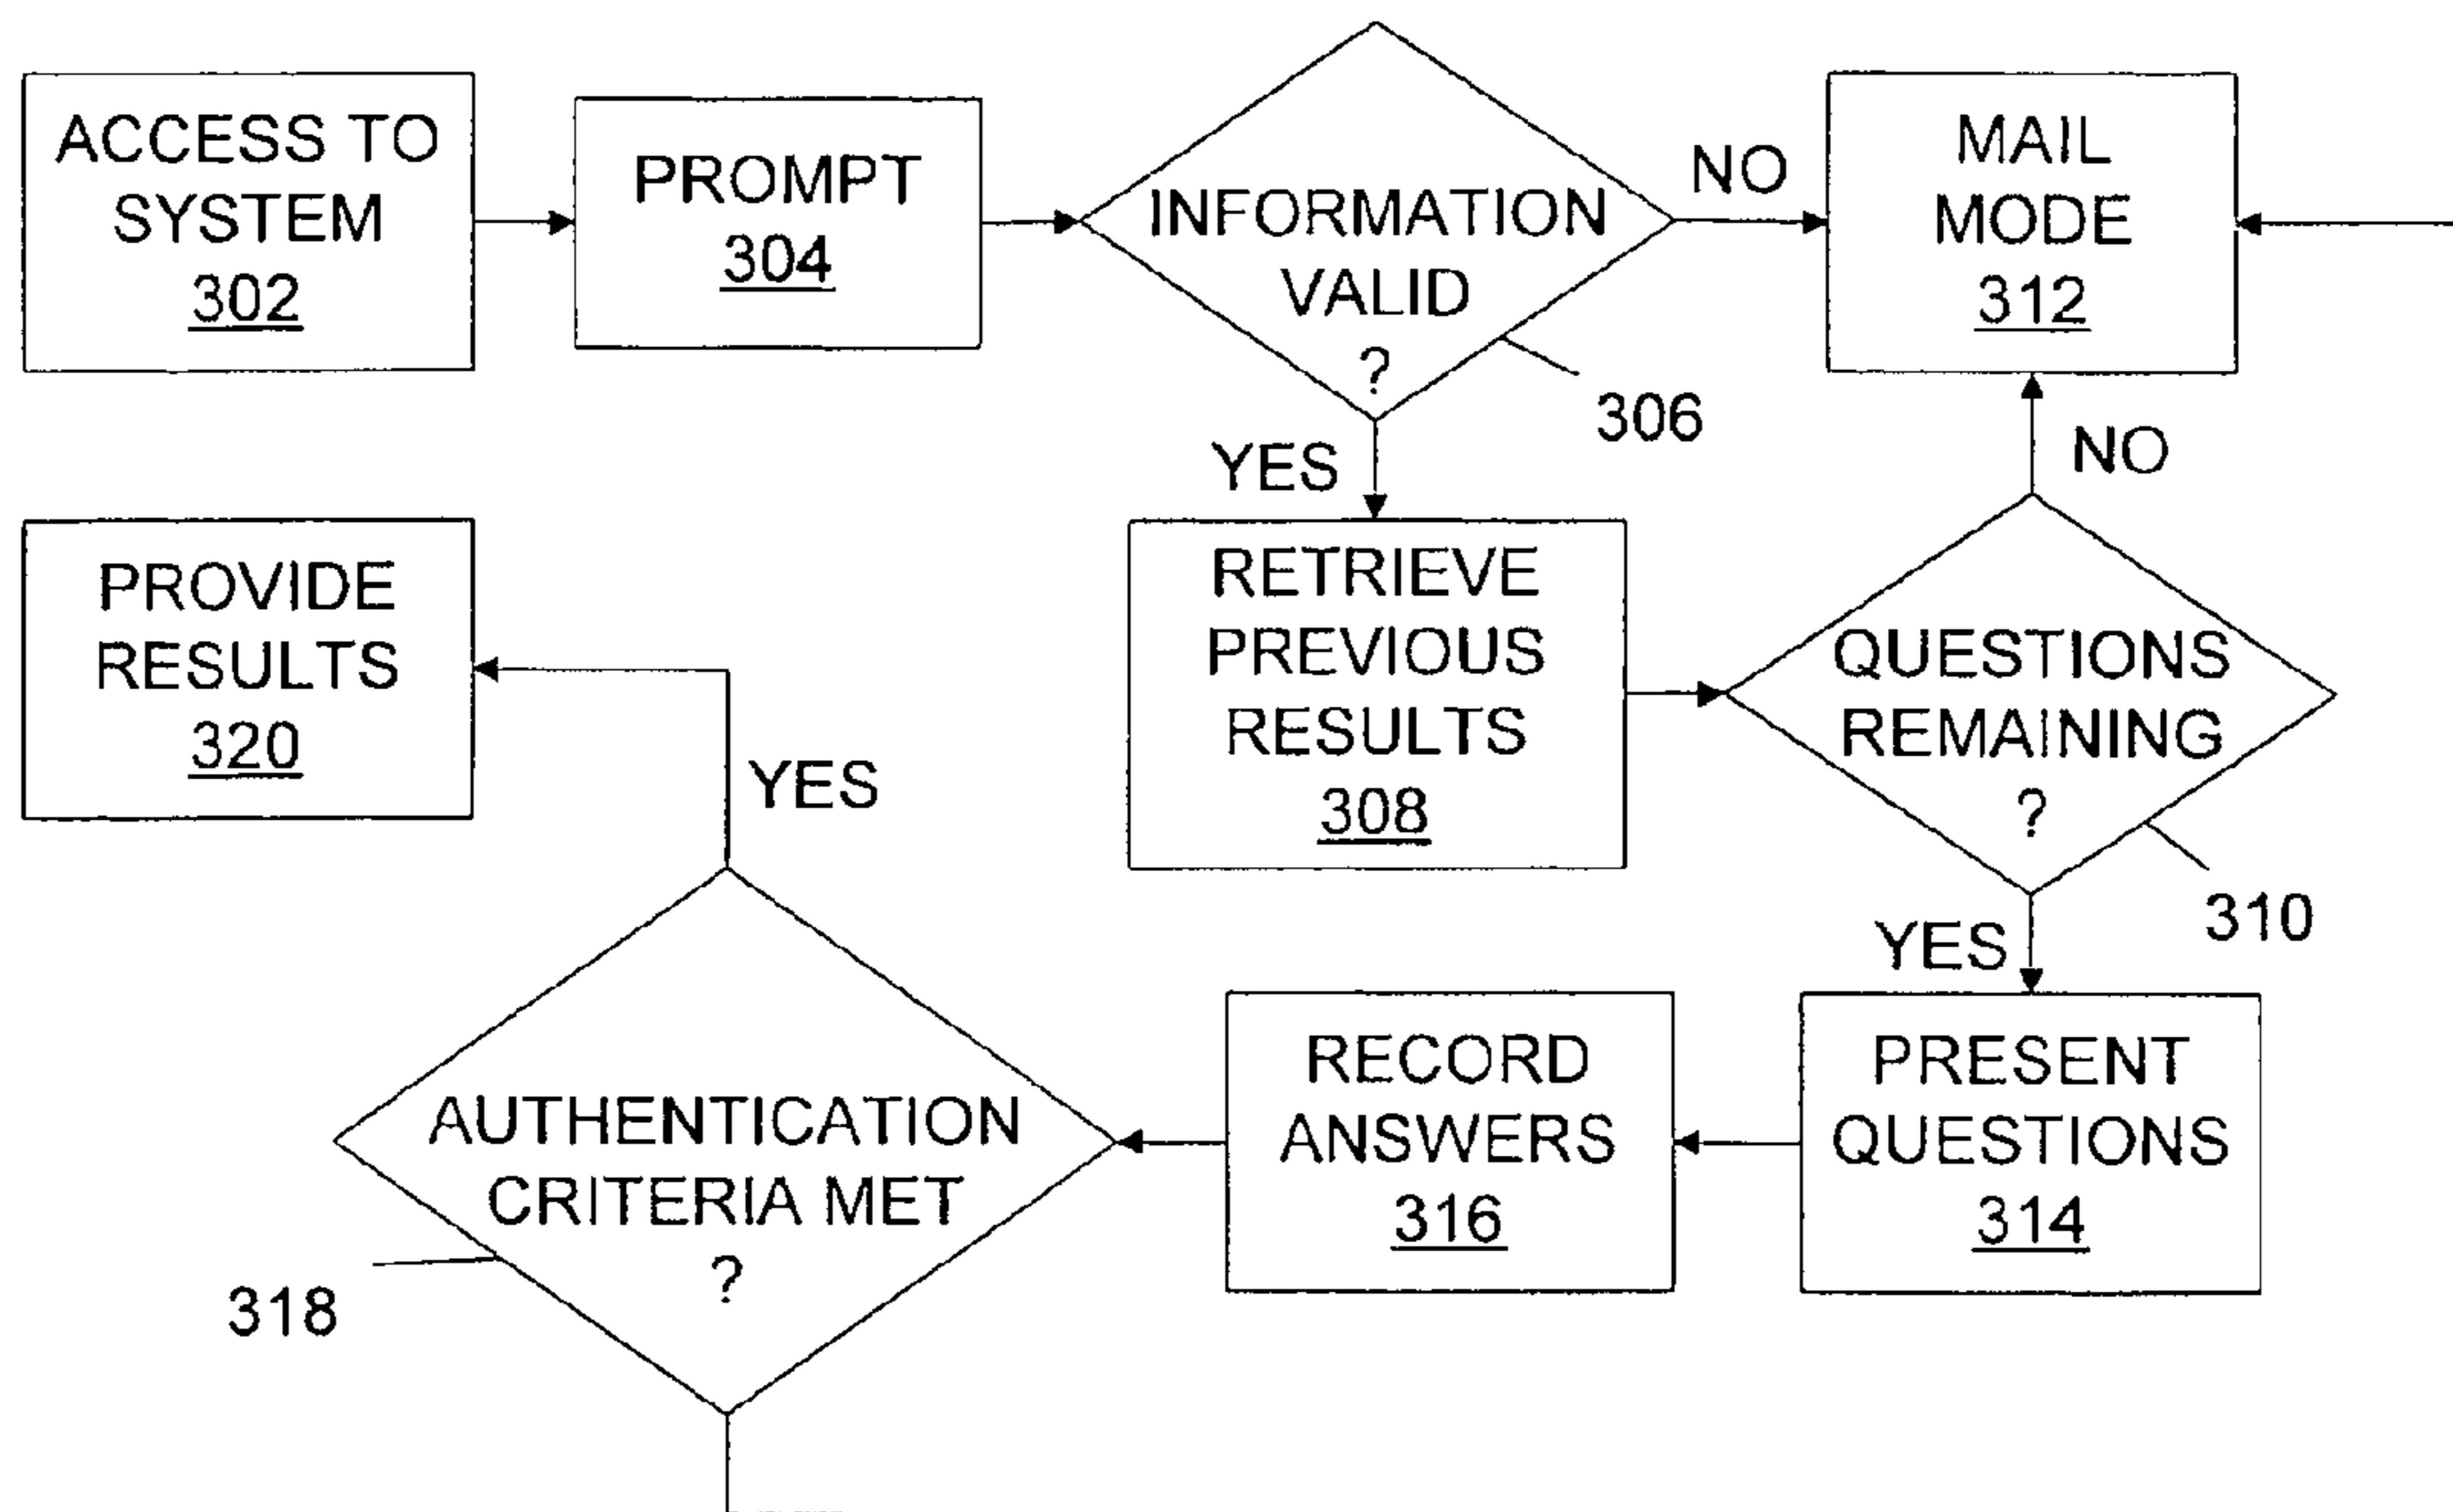 ACCESS TO
SYSTEM
302
PROMPT
304
INFORMATION
VALID
?
306
NO
MAIL
MODE
312
YES
NO
RETRIEVE
PREVIOUS
RESULTS
308
QUESTIONS
REMAINING
?
310
YES
PRESENT
QUESTIONS
314
RECORD
ANSWERS
316
AUTHENTICATION
CRITERIA MET
?
318
YES
PROVIDE
RESULTS
320